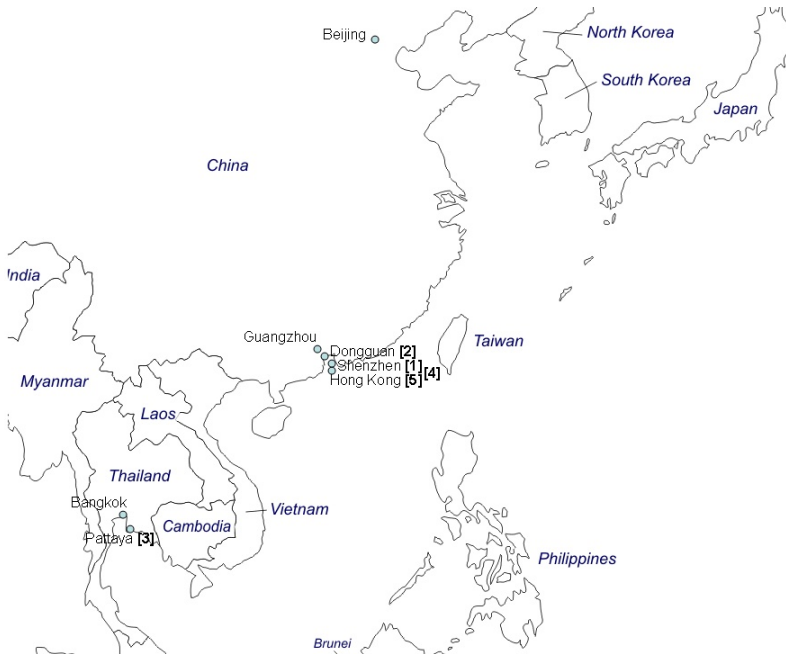 Beijing
North Korea
South Korea
Japan
China
India
Guangzhou
Dongguan [2]
Taiwan
Shenzhen [1]
[4]
Hong Kong [5]
Myanmar
Laos
Thailand
Bangkok
Vietnam
Cambodia
Pattaya [3]
Philippines
Brunei